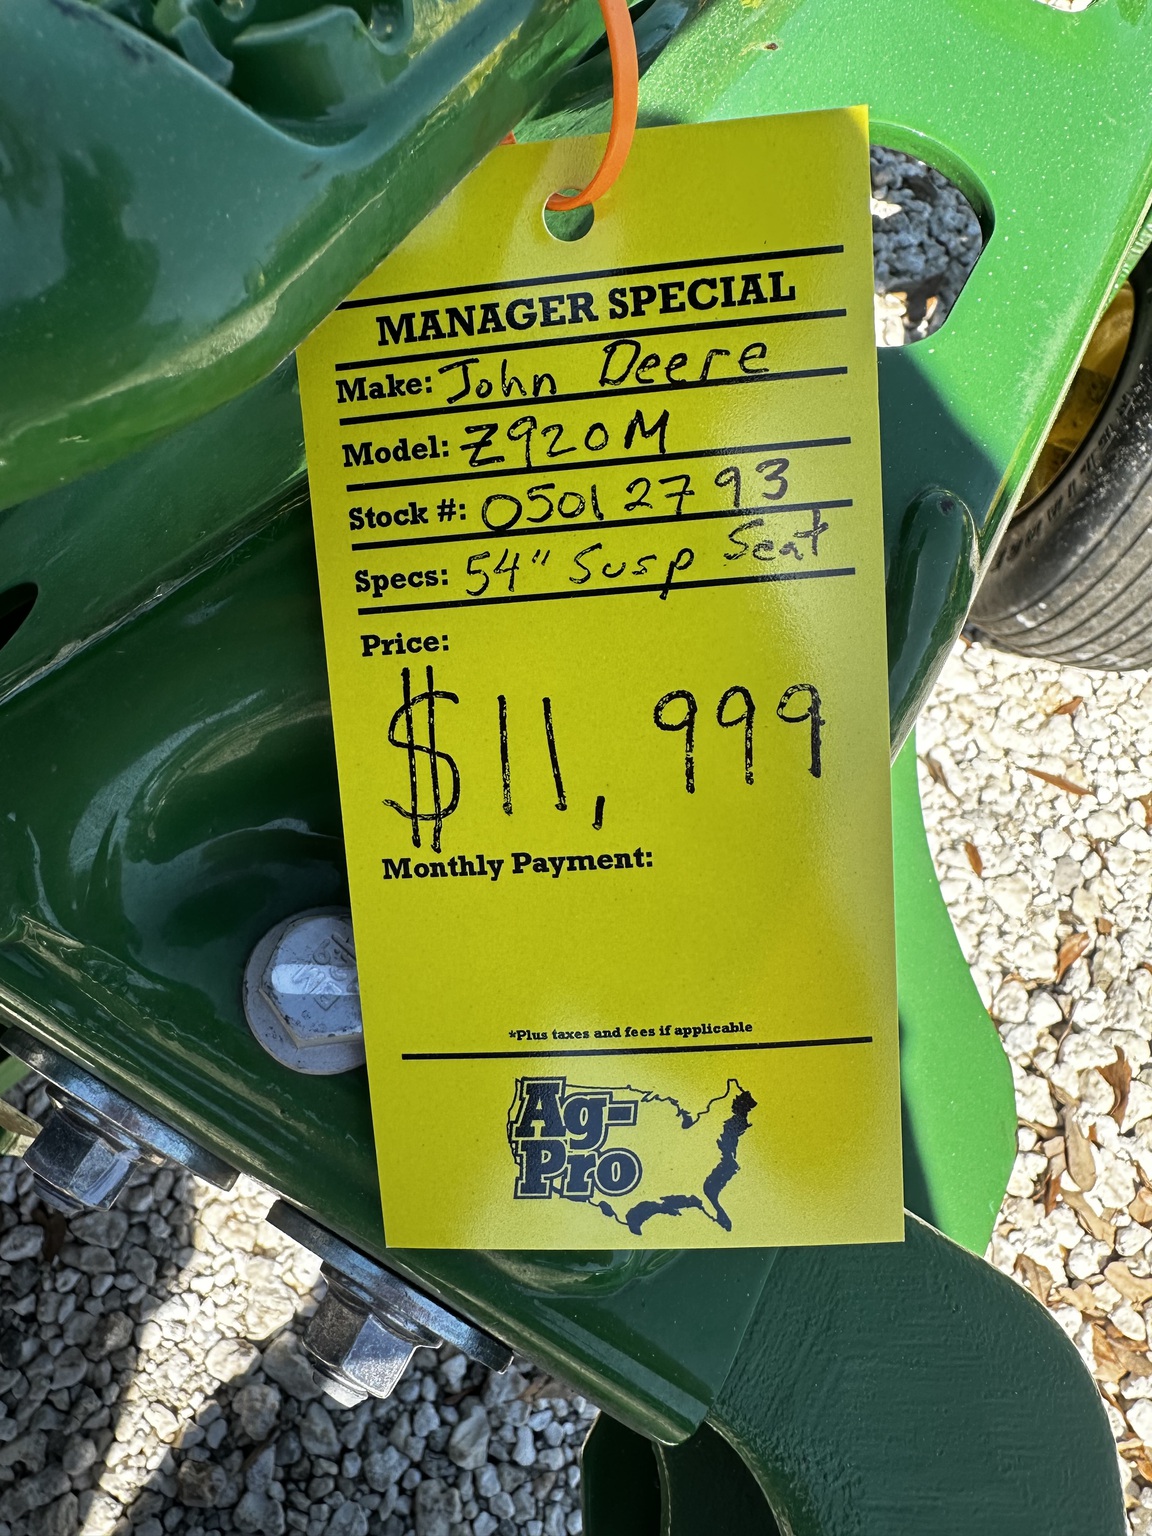 MANAGER SPECIAL
Make: John Deere
Model: Z920M
Stock #: 05012793
Specs: 54" Susp Seat
Price:
$11,999
Monthly Payment:
*Plus taxes and fees if applicable
Ag-
Pro